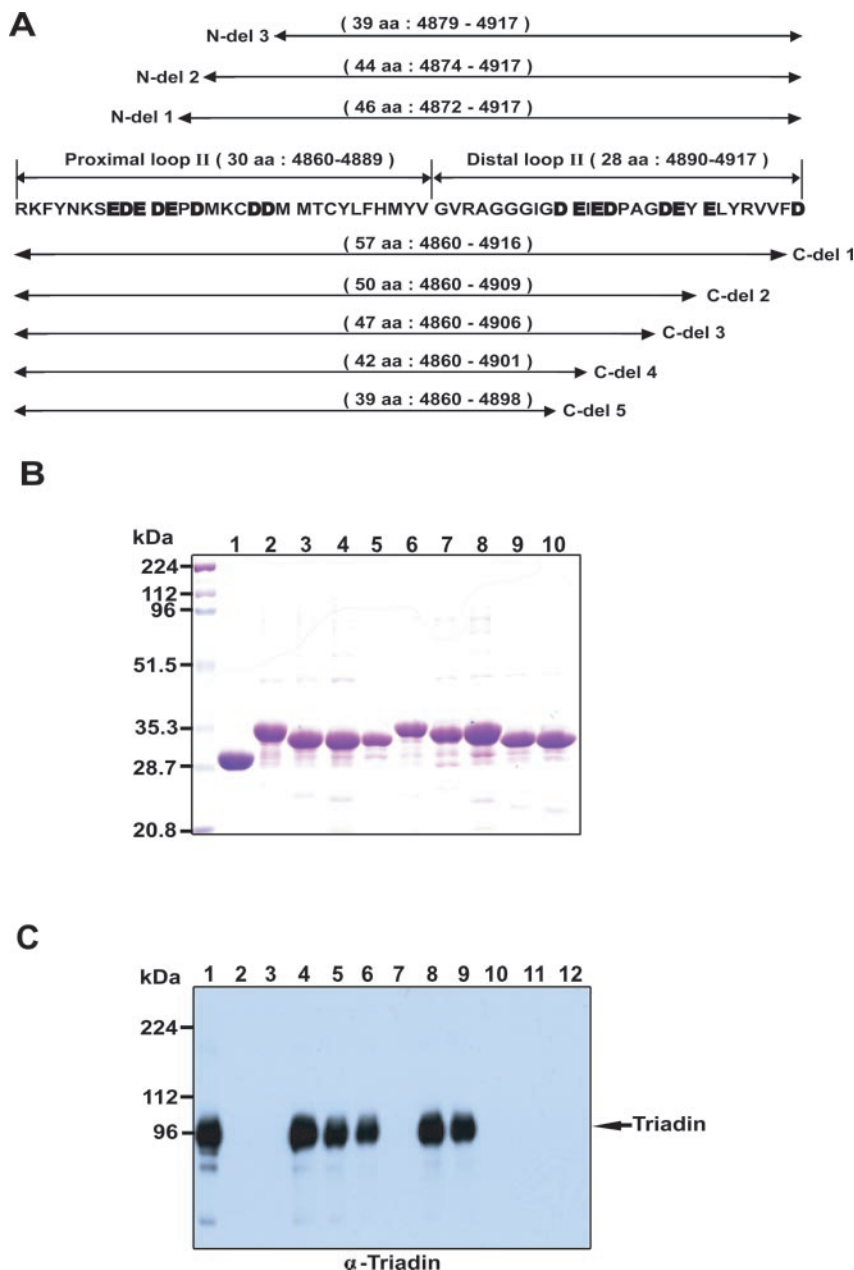 A
( 39 aa : 4879 - 4917 )
N-del 3
( 44 aa : 4874 - 4917 )
N-del 2
( 46 aa : 4872 - 4917 )
N-del 1
Proximal loop II ( 30 aa : 4860-4889 ) Distal loop II ( 28 aa : 4890-4917 )
RKFYNKSEDE DEPDMKCDDM MTCYLFHMYV GVRAGGGIGD EIEDPAGDEY ELYRVVFD
( 57 aa : 4860 - 4916 )
C-del 1
( 50 aa : 4860 - 4909 )
C-del 2
( 47 aa : 4860 - 4906 )
C-del 3
( 42 aa : 4860 - 4901 )
C-del 4
( 39 aa : 4860 - 4898 )
C-del 5
B
kDa 1 2 3 4 5 6 7 8 9 10
224
112
96
51.5
35.3
28.7
20.8
C
kDa 1 2 3 4 5 6 7 8 9 10 11 12
224
112
96
Triadin
α-Triadin